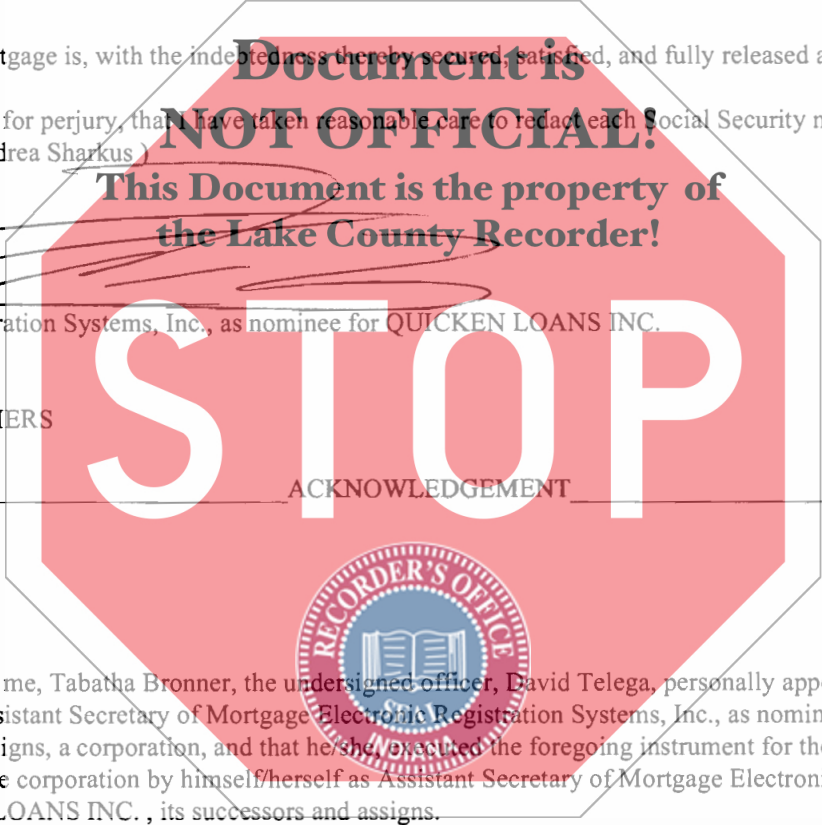 tgage is, with the indebtedness thereby secured, satisfied, and fully released a
Document is
for perjury, that I have taken reasonable care to redact each Social Security n
NOT OFFICIAL!
drea Sharkus )
This Document is the property of
the Lake County Recorder!
ration Systems, Inc., as nominee for QUICKEN LOANS INC.
STOP
IERS
ACKNOWLEDGEMENT
RECORDER'S OFFICE
me, Tabatha Bronner, the undersigned officer, David Telega, personally appe
SEAL
sistant Secretary of Mortgage Electronic Registration Systems, Inc., as nomin
INDIANA
igns, a corporation, and that he/she, executed the foregoing instrument for the
e corporation by himself/herself as Assistant Secretary of Mortgage Electroni
LOANS INC. , its successors and assigns.